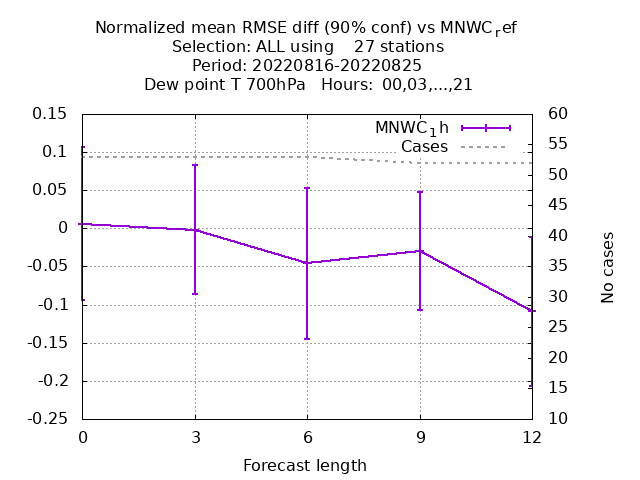 Normalized mean RMSE diff (90% conf) vs MNWCref
Selection: ALL using    27 stations
Period: 20220816-20220825
Dew point T 700hPa   Hours: 00,03,...,21
0.15
0.1
0.05
0
-0.05
-0.1
-0.15
-0.2
-0.25
MNWC1h
Cases
60
55
50
45
40
35
30
25
20
15
10
No cases
0 3 6 9 12
Forecast length